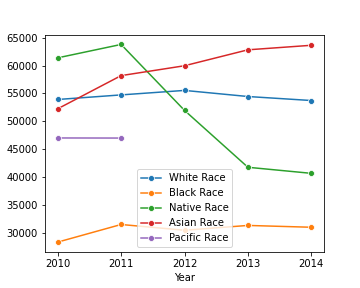 65000
60000
55000
50000
45000
40000
35000
30000
White Race
Black Race
Native Race
Asian Race
Pacific Race
2010 2011 2012 2013 2014
Year